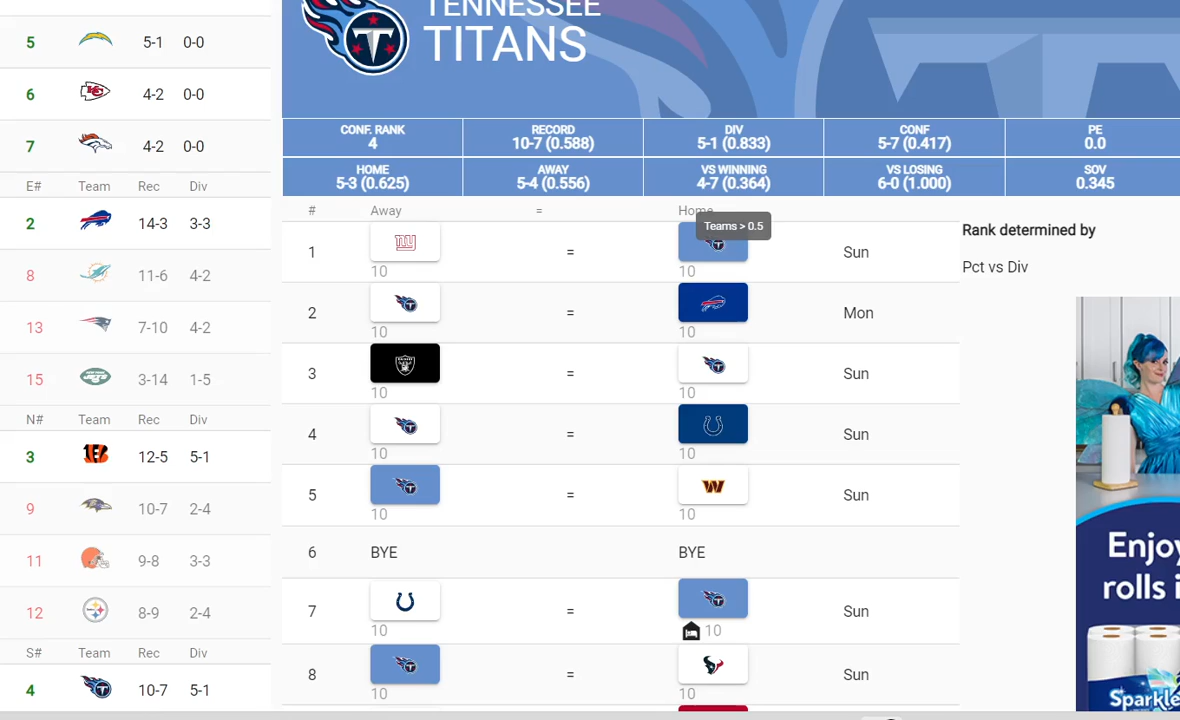 5 5-1 0-0
6 4-2 0-0
7 4-2 0-0
E# Team Rec Div
2 14-3 3-3
8 11-6 4-2
13 7-10 4-2
15 3-14 1-5
N# Team Rec Div
3 12-5 5-1
9 10-7 2-4
11 9-8 3-3
12 8-9 2-4
S# Team Rec Div
4 10-7 5-1
TENNESSEE
TITANS
CONF. RANK RECORD DIV CONF PE
4 10-7 (0.588) 5-1 (0.833) 5-7 (0.417) 0.0
HOME AWAY VS WINNING VS LOSING SOV
5-3 (0.625) 5-4 (0.556) 4-7 (0.364) 6-0 (1.000) 0.345
# Away = Home
Teams > 0.5
1 = Sun
10 10
2 = Mon
10 10
3 = Sun
10 10
4 = Sun
10 10
5 W = Sun
10 10
6 BYE BYE
7 = Sun
10 10
8 = Sun
10 10
Rank determined by
Pct vs Div
Enjoy
rolls i
Sparkle